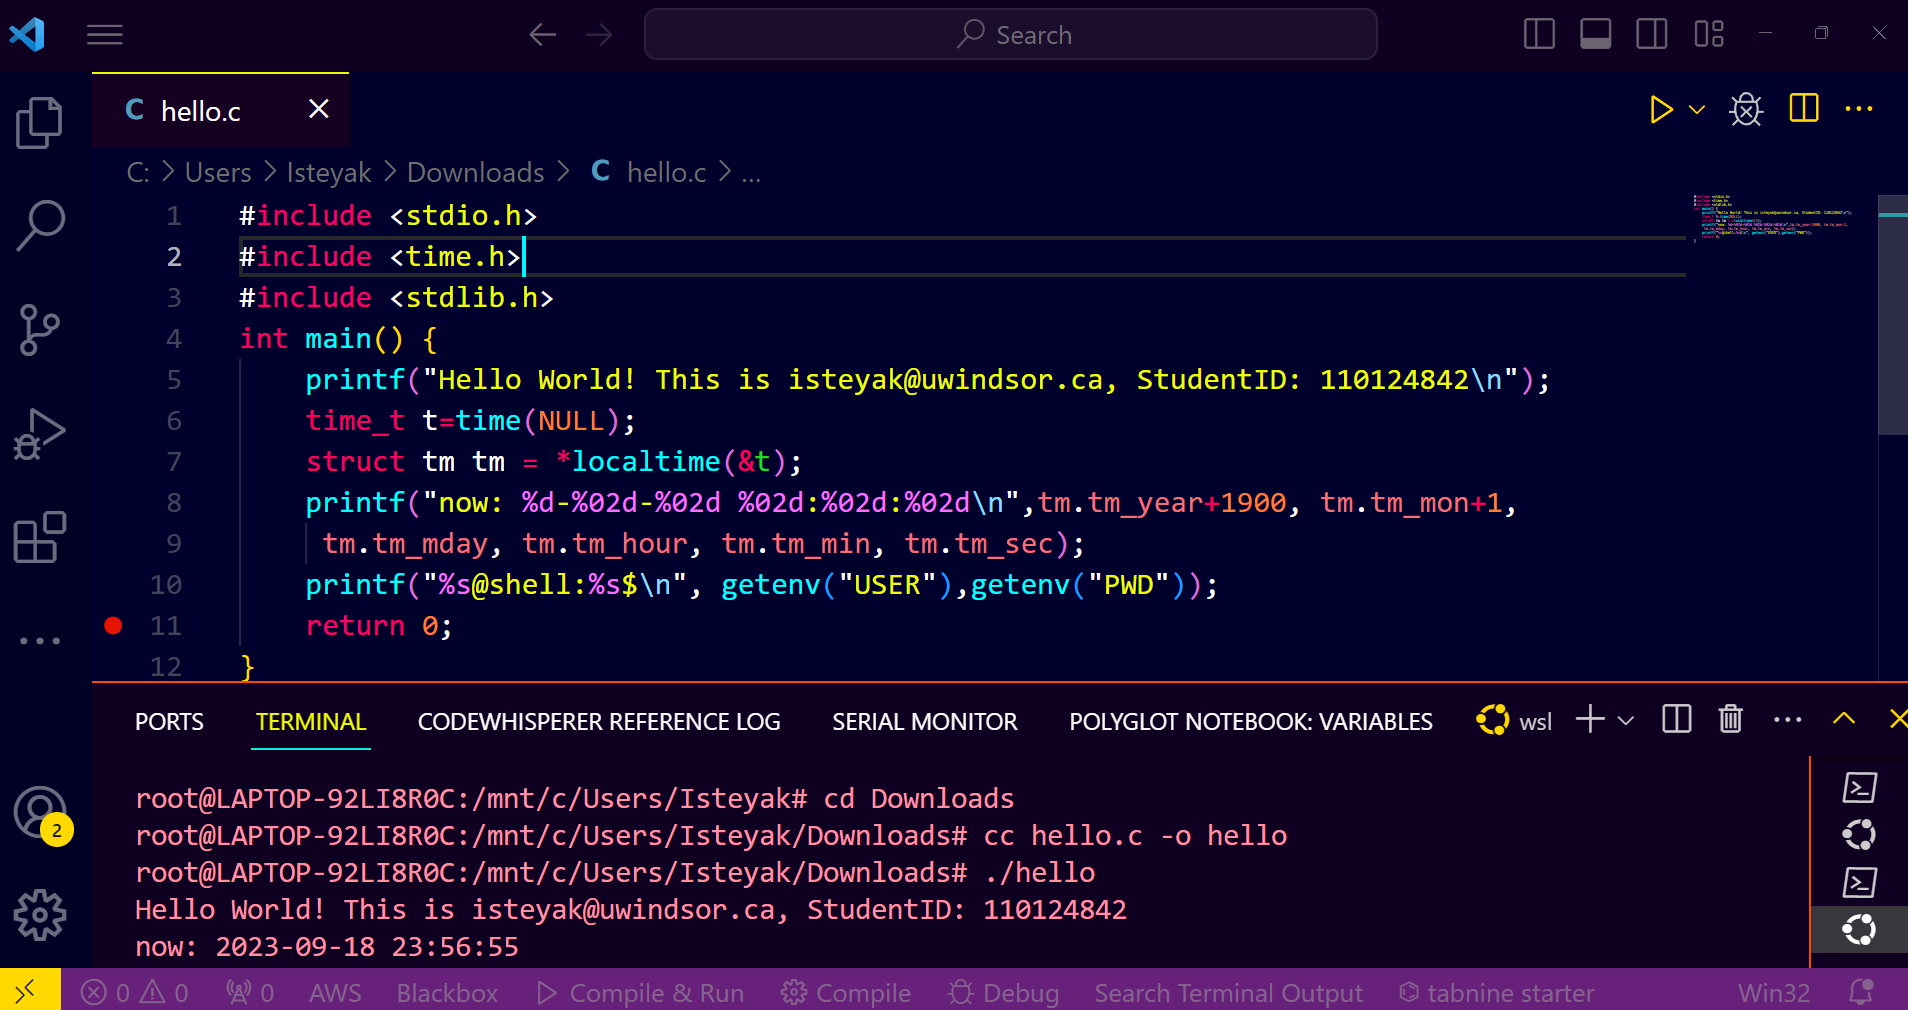 Search
C hello.c
C: > Users > Isteyak > Downloads > C hello.c > ...
1 #include <stdio.h>
2 #include <time.h>
3 #include <stdlib.h>
4 int main() {
5 printf("Hello World! This is isteyak@uwindsor.ca, StudentID: 110124842\n");
6 time_t t=time(NULL);
7 struct tm tm = *localtime(&t);
8 printf("now: %d-%02d-%02d %02d:%02d:%02d\n",tm.tm_year+1900, tm.tm_mon+1,
9 tm.tm_mday, tm.tm_hour, tm.tm_min, tm.tm_sec);
10 printf("%s@shell:%s$\n", getenv("USER"),getenv("PWD"));
11 return 0;
12 }
PORTS TERMINAL CODEWHISPERER REFERENCE LOG SERIAL MONITOR POLYGLOT NOTEBOOK: VARIABLES wsl
root@LAPTOP-92LI8R0C:/mnt/c/Users/Isteyak# cd Downloads
root@LAPTOP-92LI8R0C:/mnt/c/Users/Isteyak/Downloads# cc hello.c -o hello
root@LAPTOP-92LI8R0C:/mnt/c/Users/Isteyak/Downloads# ./hello
Hello World! This is isteyak@uwindsor.ca, StudentID: 110124842
now: 2023-09-18 23:56:55
2
0 0 0 AWS Blackbox Compile & Run Compile Debug Search Terminal Output tabnine starter Win32